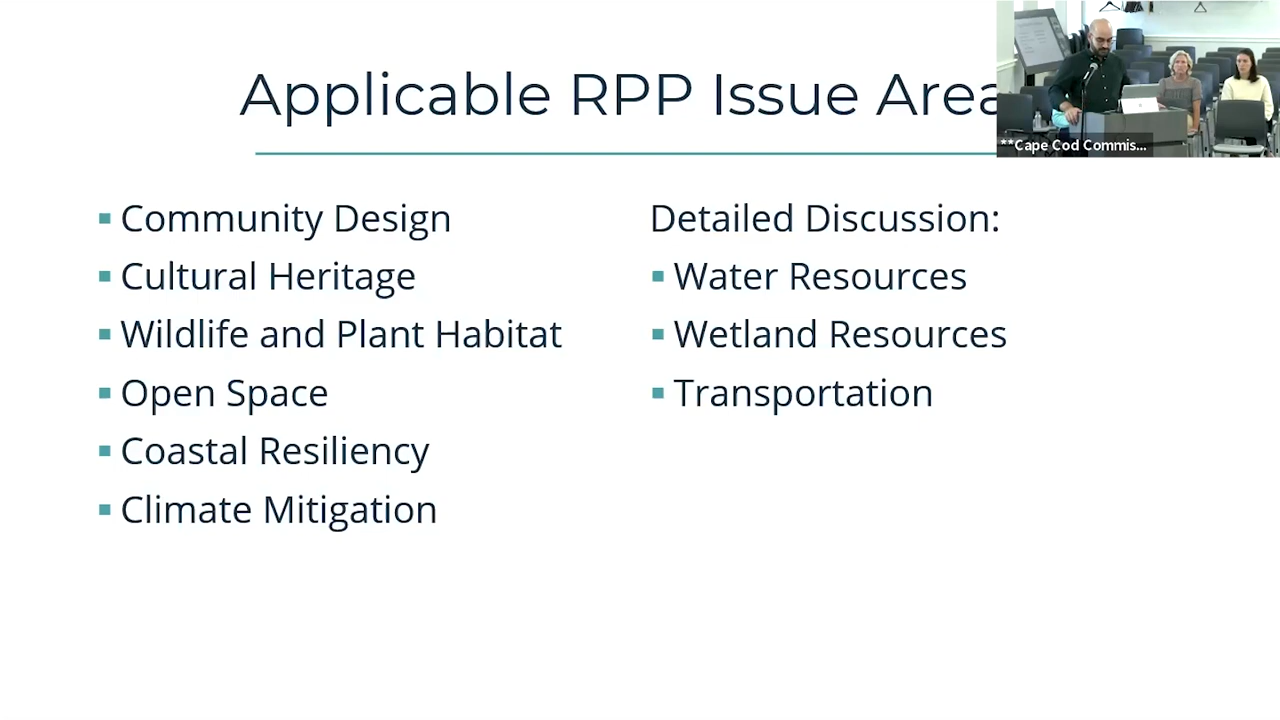 Applicable RPP Issue Area
**Cape Cod Commis...
Community Design
Cultural Heritage
Wildlife and Plant Habitat
Open Space
Coastal Resiliency
Climate Mitigation
Detailed Discussion:
Water Resources
Wetland Resources
Transportation